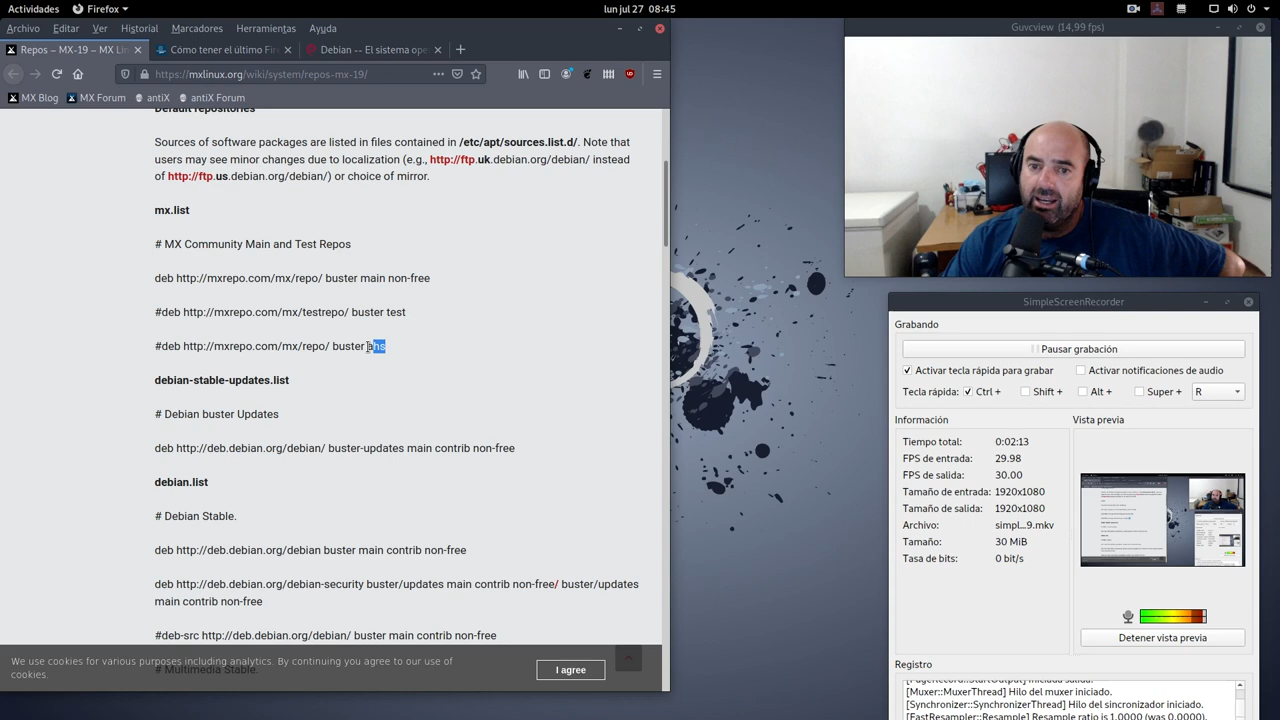 Actividades
Firefox
lun jul 27 08:45
Archivo Editar Ver Historial Marcadores Herramientas Ayuda
Repos – MX-19 – MX Lin
Como tener el último Fire
Debian -- El sistema ope
https://mxlinux.org/wiki/system/repos-mx-19/
MX Blog MX Forum antiX antiX Forum
Default repositories
Sources of software packages are listed in files contained in /etc/apt/sources.list.d/. Note that
users may see minor changes due to localization (e.g., http://ftp.uk.debian.org/debian/ instead
of http://ftp.us.debian.org/debian/) or choice of mirror.
mx.list
# MX Community Main and Test Repos
deb http://mxrepo.com/mx/repo/ buster main non-free
#deb http://mxrepo.com/mx/testrepo/ buster test
#deb http://mxrepo.com/mx/repo/ buster ahs
debian-stable-updates.list
# Debian buster Updates
deb http://deb.debian.org/debian/ buster-updates main contrib non-free
debian.list
# Debian Stable.
deb http://deb.debian.org/debian buster main contrib non-free
deb http://deb.debian.org/debian-security buster/updates main contrib non-free/ buster/updates
main contrib non-free
#deb-src http://deb.debian.org/debian/ buster main contrib non-free
# Multimedia Stable.
We use cookies for various purposes including analytics. By continuing you agree to our use of
cookies.
I agree
Guvcview (14,99 fps)
SimpleScreenRecorder
Grabando
Pausar grabación
Activar tecla rápida para grabar
Activar notificaciones de audio
Tecla rápida: Ctrl + Shift + Alt + Super + R
Información
Tiempo total: 0:02:13
FPS de entrada: 29.98
FPS de salida: 30.00
Tamaño de entrada: 1920x1080
Tamaño de salida: 1920x1080
Archivo: simpl...9.mkv
Tamaño: 30 MiB
Tasa de bits: 0 bit/s
Vista previa
Detener vista previa
Registro
[PageRecord::StartOutput] Iniciada salida.
[Muxer::MuxerThread] Hilo del muxer iniciado.
[Synchronizer::SynchronizerThread] Hilo del sincronizador iniciado.
[FastResampler::Resample] Resample ratio is 1.0000 (was 0.0000).